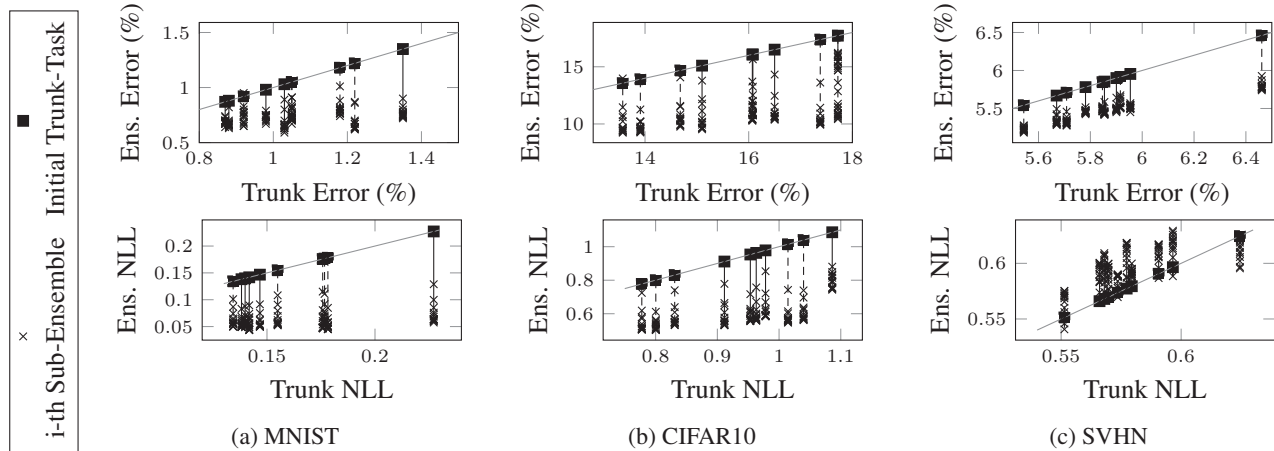 Initial Trunk-Task
i-th Sub-Ensemble
Ens. Error (%)
1.5
1
0.5
0.8
1
1.2
1.4
Trunk Error (%)
Ens. Error (%)
15
10
14
16
18
Trunk Error (%)
Ens. Error (%)
6.5
6
5.5
5.6
5.8
6
6.2
6.4
Trunk Error (%)
Ens. NLL
0.2
0.15
0.1
0.05
0.15
0.2
Trunk NLL
Ens. NLL
1
0.8
0.6
0.8
0.9
1
1.1
Trunk NLL
Ens. NLL
0.6
0.55
0.55
0.6
Trunk NLL
(a) MNIST
(b) CIFAR10
(c) SVHN